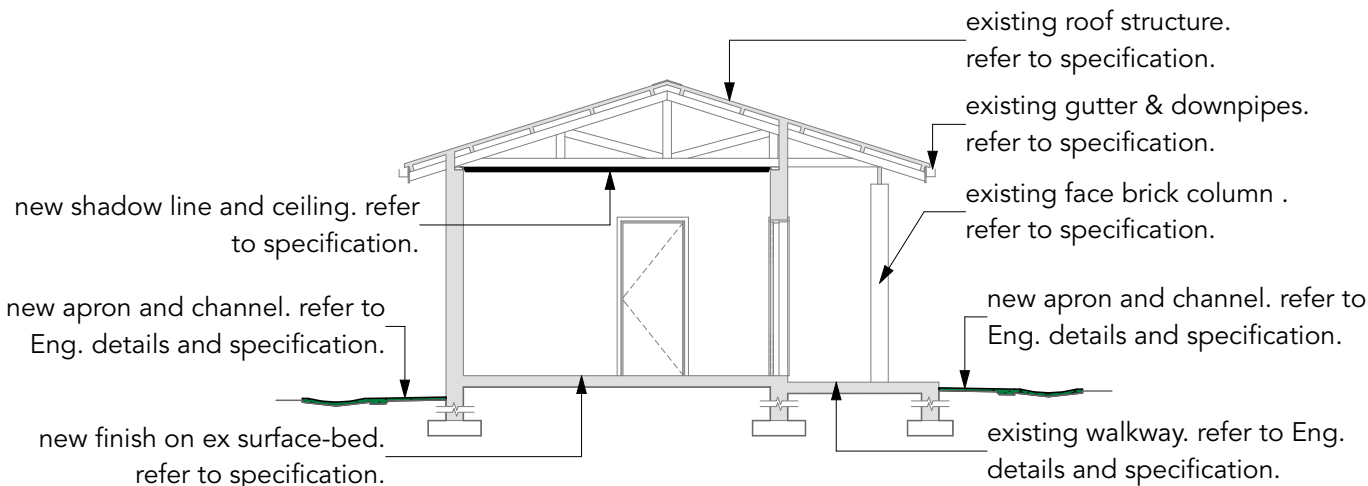 existing roof structure.
refer to specification.
existing gutter & downpipes.
refer to specification.
new shadow line and ceiling. refer
to specification.
existing face brick column .
refer to specification.
new apron and channel. refer to
Eng. details and specification.
new apron and channel. refer to
Eng. details and specification.
new finish on ex surface-bed.
refer to specification.
existing walkway. refer to Eng.
details and specification.